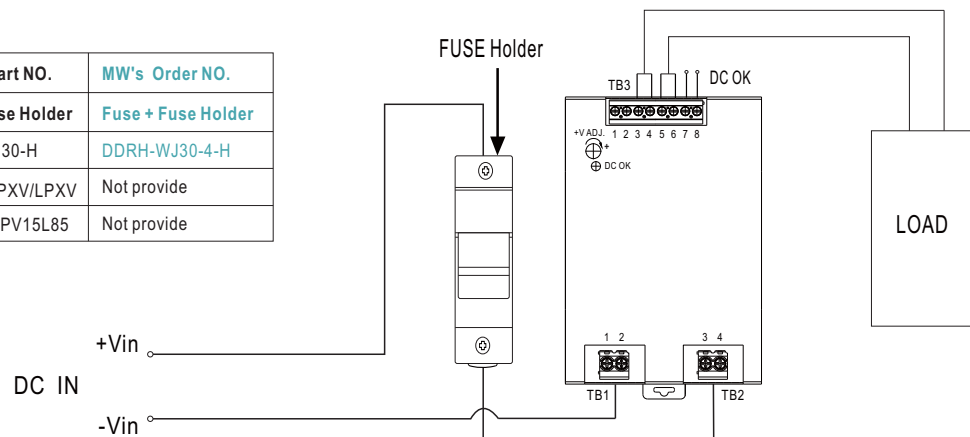 art NO. MW's Order NO.
se Holder Fuse + Fuse Holder
30-H DDRH-WJ30-4-H
PXV/LPXV Not provide
PV15L85 Not provide
FUSE Holder
TB3 DC OK
+V ADJ. 1 2 3 4 5 6 7 8
+
DC OK
LOAD
+Vin
DC IN
-Vin
1 2
3 4
TB1
TB2